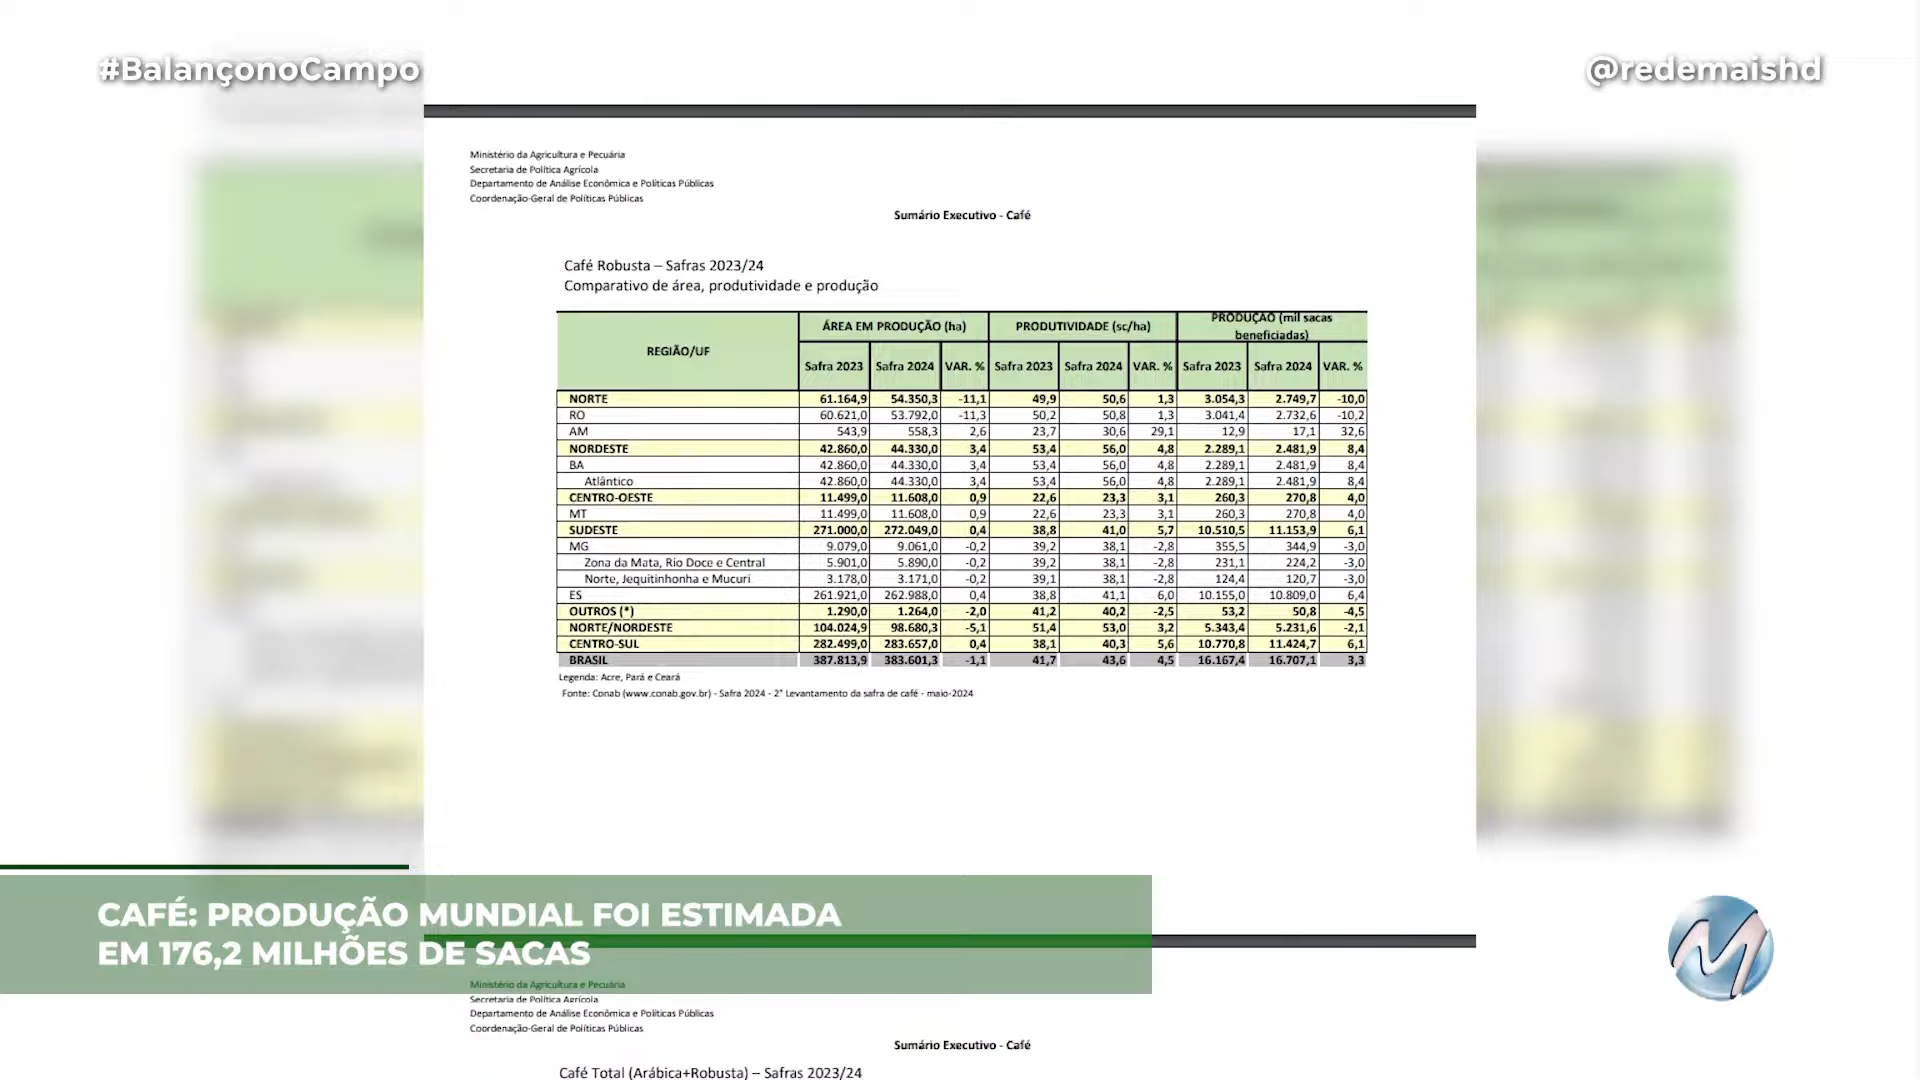 #BalançonoCampo
@redemaishd
Ministério da Agricultura e Pecuária
Secretaria de Política Agrícola
Departamento de Análise Econômica e Políticas Públicas
Coordenação-Geral de Políticas Públicas
Sumário Executivo - Café
Café Robusta – Safras 2023/24
Comparativo de área, produtividade e produção
REGIÃO/UF ÁREA EM PRODUÇÃO (ha) PRODUTIVIDADE (sc/ha) PRODUÇÃO (mil sacas beneficiadas)
Safra 2023 Safra 2024 VAR. % Safra 2023 Safra 2024 VAR. % Safra 2023 Safra 2024 VAR. %
NORTE 61.164,9 54.350,3 -11,1 49,9 50,6 1,3 3.054,3 2.749,7 -10,0
RO 60.621,0 53.792,0 -11,3 50,2 50,8 1,3 3.041,4 2.732,6 -10,2
AM 543,9 558,3 2,6 23,7 30,6 29,1 12,9 17,1 32,6
NORDESTE 42.860,0 44.330,0 3,4 53,4 56,0 4,8 2.289,1 2.481,9 8,4
BA 42.860,0 44.330,0 3,4 53,4 56,0 4,8 2.289,1 2.481,9 8,4
Atlântico 42.860,0 44.330,0 3,4 53,4 56,0 4,8 2.289,1 2.481,9 8,4
CENTRO-OESTE 11.499,0 11.608,0 0,9 22,6 23,3 3,1 260,3 270,8 4,0
MT 11.499,0 11.608,0 0,9 22,6 23,3 3,1 260,3 270,8 4,0
SUDESTE 271.000,0 272.049,0 0,4 38,8 41,0 5,7 10.510,5 11.153,9 6,1
MG 9.079,0 9.061,0 -0,2 39,2 38,1 -2,8 355,5 344,9 -3,0
Zona da Mata, Rio Doce e Central 5.901,0 5.890,0 -0,2 39,2 38,1 -2,8 231,1 224,2 -3,0
Norte, Jequitinhonha e Mucuri 3.178,0 3.171,0 -0,2 39,1 38,1 -2,8 124,4 120,7 -3,0
ES 261.921,0 262.988,0 0,4 38,8 41,1 6,0 10.155,0 10.809,0 6,4
OUTROS (*) 1.290,0 1.264,0 -2,0 41,2 40,2 -2,5 53,2 50,8 -4,5
NORTE/NORDESTE 104.024,9 98.680,3 -5,1 51,4 53,0 3,2 5.343,4 5.231,6 -2,1
CENTRO-SUL 282.499,0 283.657,0 0,4 38,1 40,3 5,6 10.770,8 11.424,7 6,1
BRASIL 387.813,9 383.601,3 -1,1 41,7 43,6 4,5 16.167,4 16.707,1 3,3
Legenda: Acre, Pará e Ceará
Fonte: Conab (www.conab.gov.br) - Safra 2024 - 2° Levantamento da safra de café - maio-2024
CAFÉ: PRODUÇÃO MUNDIAL FOI ESTIMADA
EM 176,2 MILHÕES DE SACAS
M
Ministério da Agricultura e Pecuária
Secretaria de Política Agrícola
Departamento de Análise Econômica e Políticas Públicas
Coordenação-Geral de Políticas Públicas
Sumário Executivo - Café
Café Total (Arábica+Robusta) – Safras 2023/24